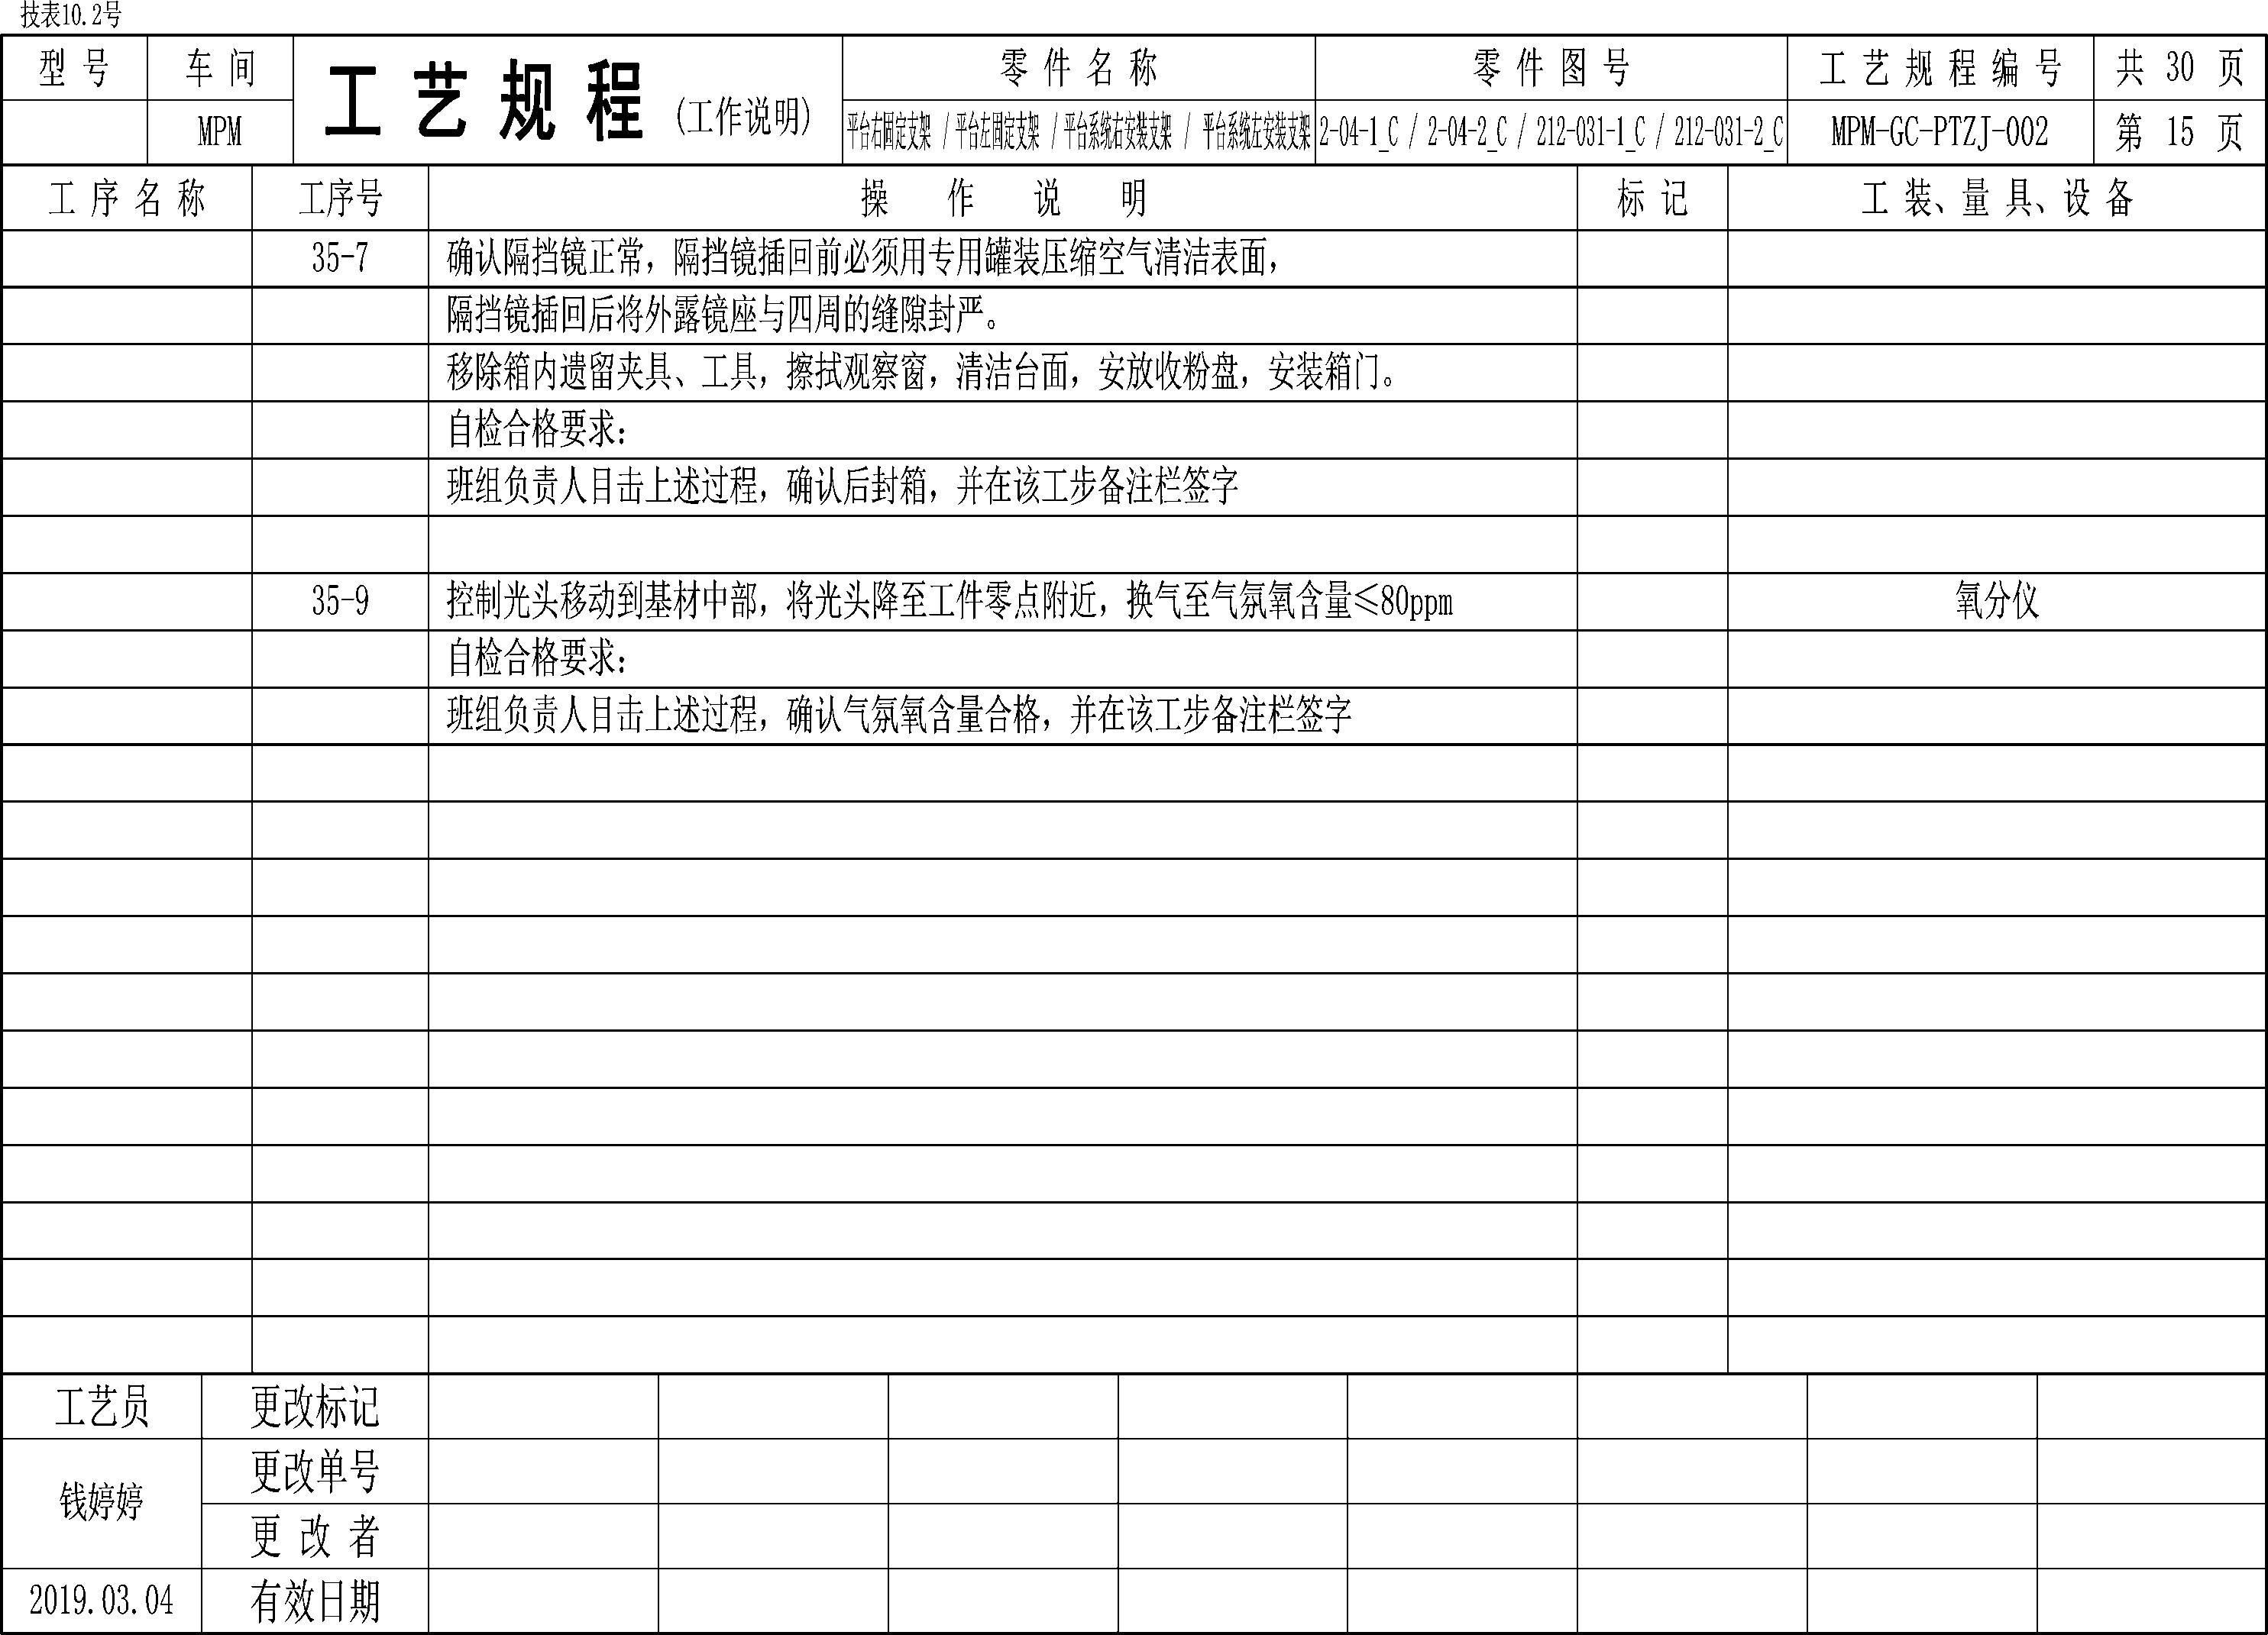 技表10.2号
型 号 车 间 工 艺 规 程 (工作说明) 零 件 名 称 零 件 图 号 工 艺 规 程 编 号 共 30 页
MPM 平台右固定支架 / 平台左固定支架 / 平台系统右安装支架 / 平台系统左安装支架 2-04-1_C / 2-04-2_C / 212-031-1_C / 212-031-2_C MPM-GC-PTZJ-002 第 15 页
工 序 名 称 工序号 操 作 说 明 标 记 工 装、量 具、设 备
35-7 确认隔挡镜正常，隔挡镜插回前必须用专用罐装压缩空气清洁表面，
隔挡镜插回后将外露镜座与四周的缝隙封严。
移除箱内遗留夹具、工具，擦拭观察窗，清洁台面，安放收粉盘，安装箱门。
自检合格要求：
班组负责人目击上述过程，确认后封箱，并在该工步备注栏签字
35-9 控制光头移动到基材中部，将光头降至工件零点附近，换气至气氛氧含量≤80ppm 氧分仪
自检合格要求：
班组负责人目击上述过程，确认气氛氧含量合格，并在该工步备注栏签字
工艺员 更改标记
钱婷婷 更改单号
更 改 者
2019.03.04 有效日期